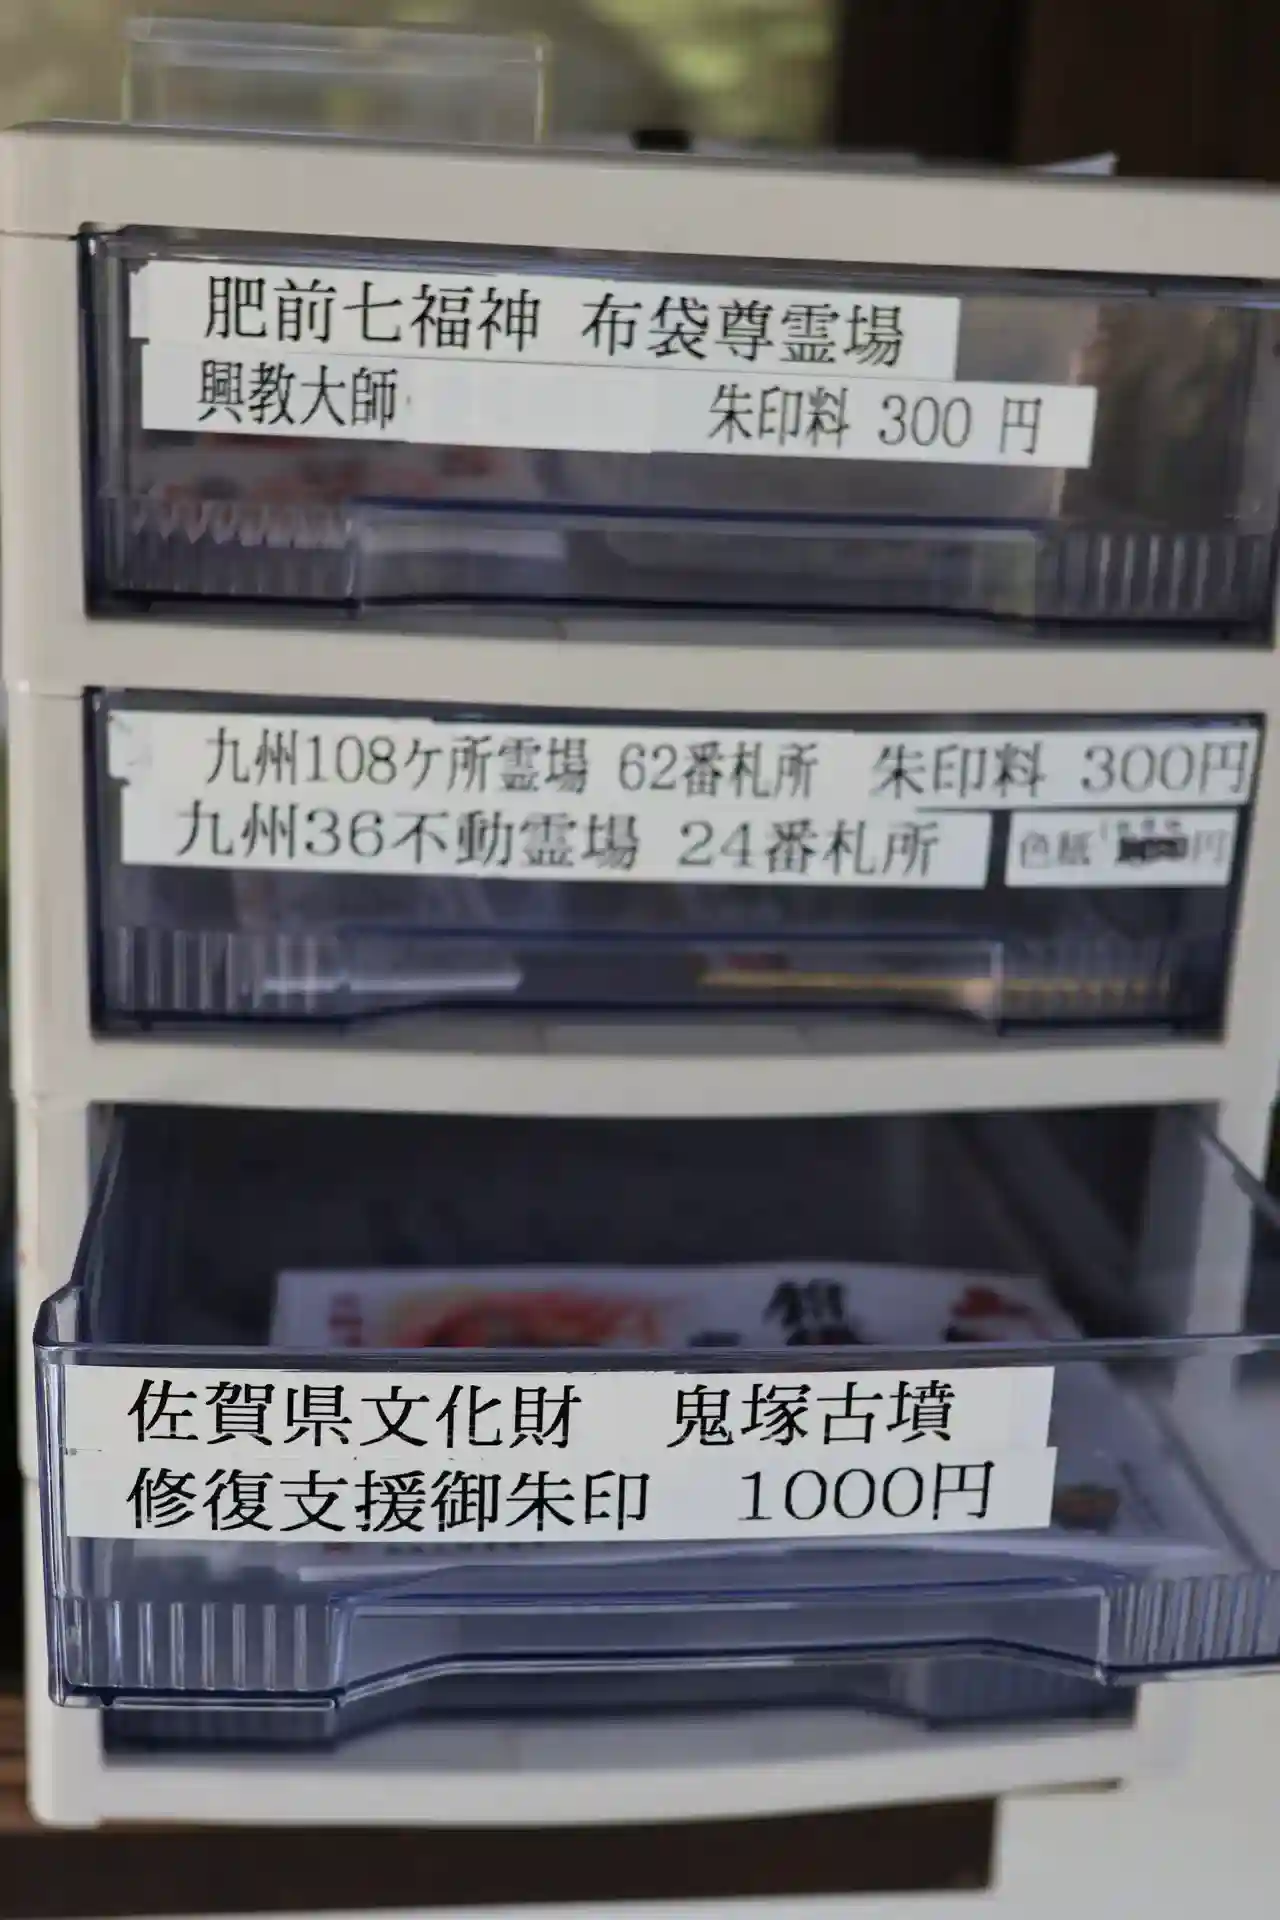 肥前七福神 布袋尊霊場
興教大師 朱印料 300 円
九州108ケ所霊場 62番札所 朱印料 300円
九州36不動霊場 24番札所 色紙 円
佐賀県文化財 鬼塚古墳
修復支援御朱印 1000円